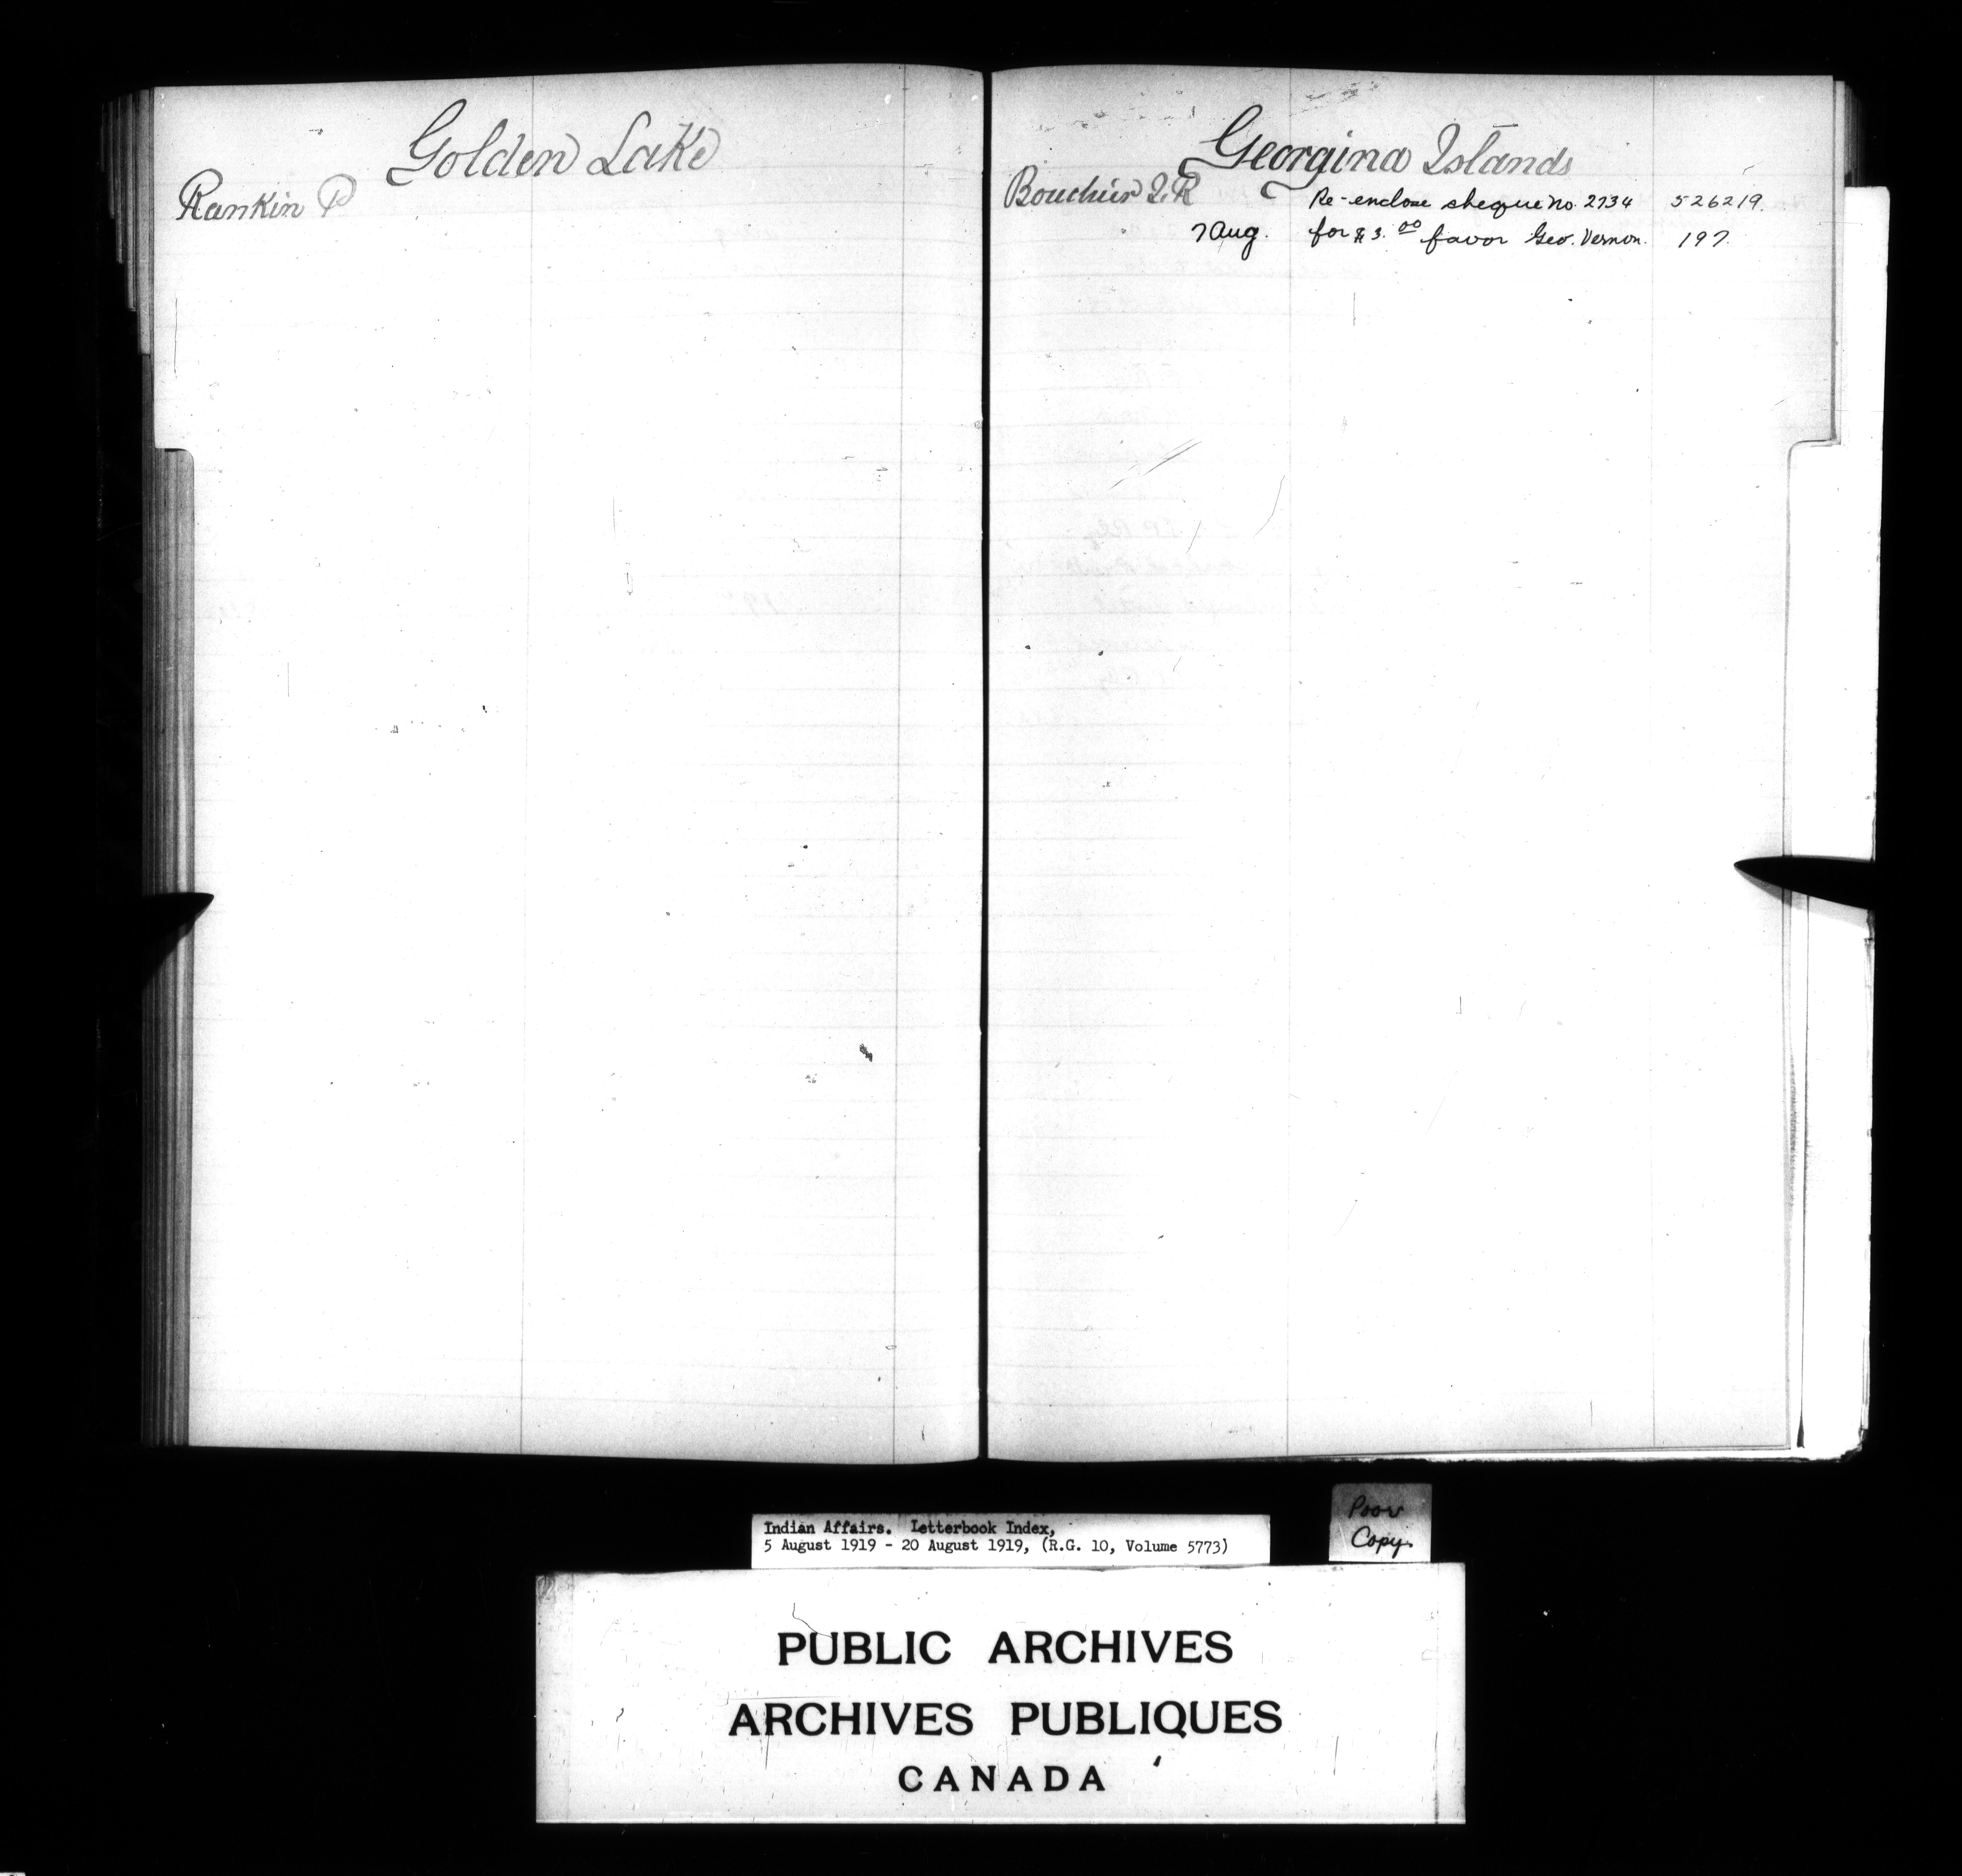 Golden Lake
Rankin P
Georgina Islands
Bouchier J. R Re-enclose cheque no. 2734 526219.
7 Aug. for $3.00 favor Geo. Vernon. 197.
Indian Affairs. Letterbook Index,
5 August 1919 - 20 August 1919, (R.G. 10, Volume 5773)
Poor
Copy.
PUBLIC ARCHIVES
ARCHIVES PUBLIQUES
CANADA